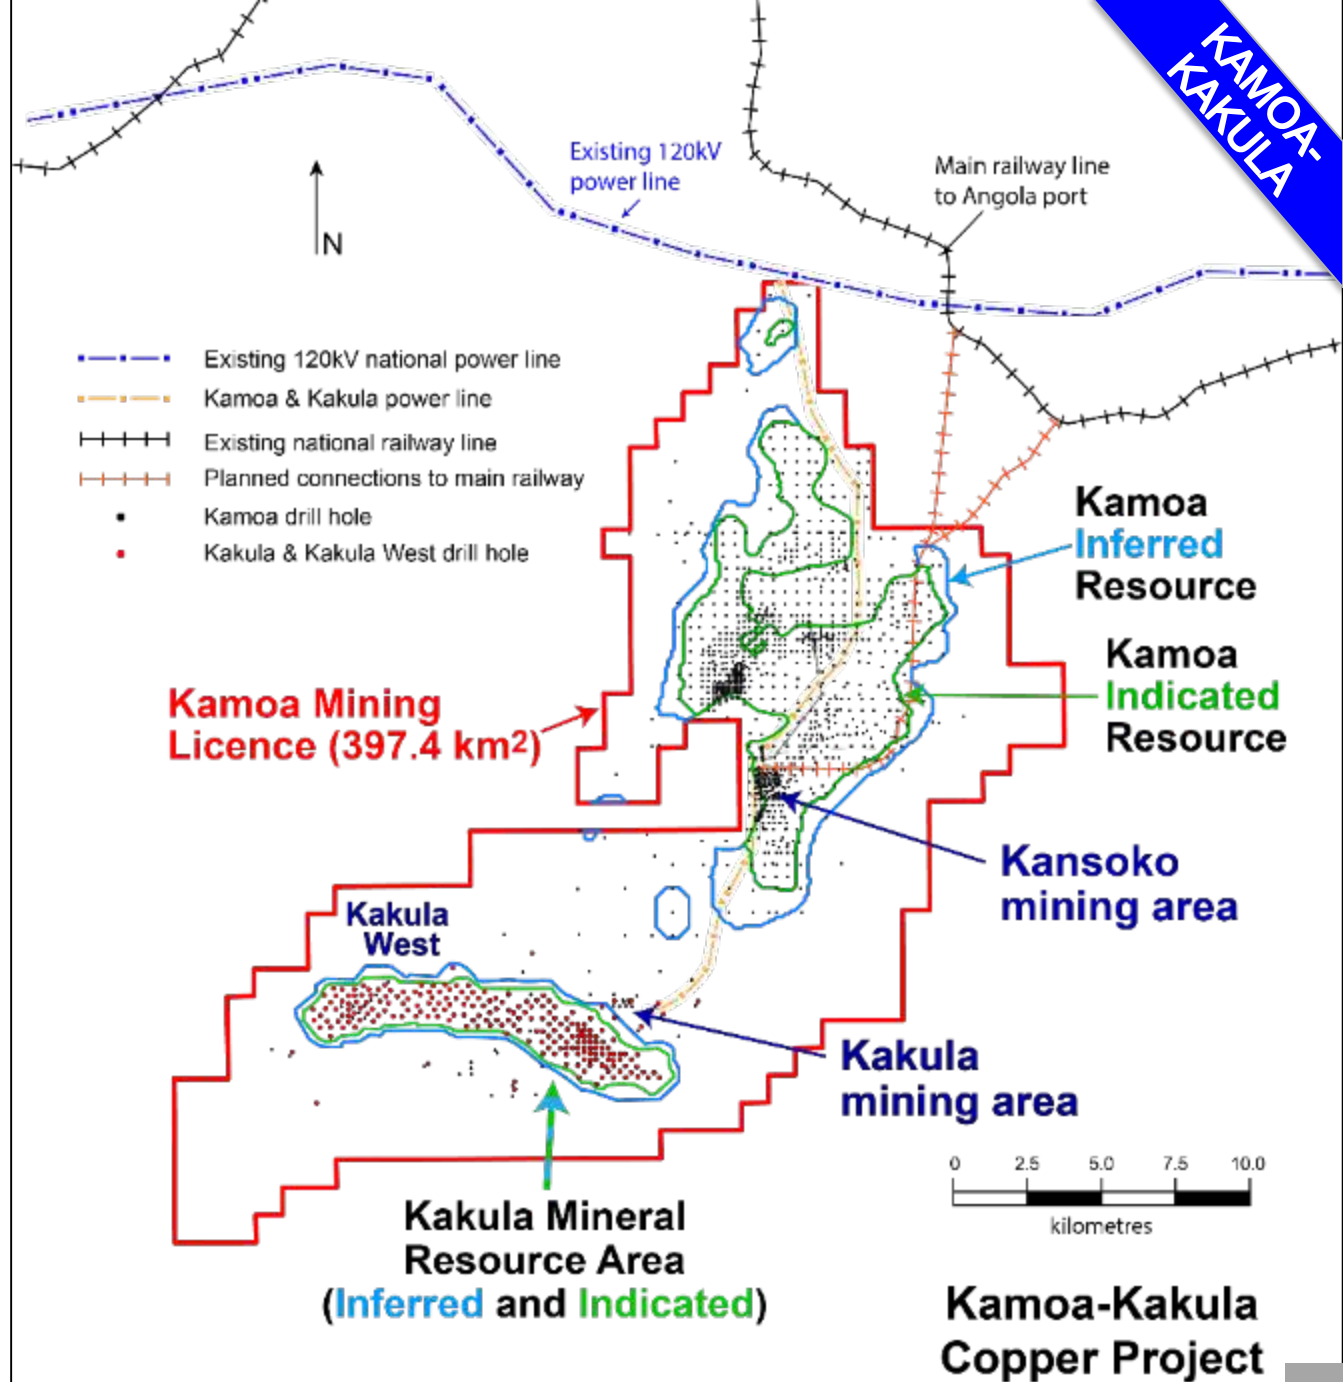 KAMOA-
KAKULA
Existing 120kV
power line
Main railway line
to Angola port
N
Existing 120kV national power line
Kamoa & Kakula power line
Existing national railway line
Planned connections to main railway
Kamoa drill hole
Kakula & Kakula West drill hole
Kamoa
Inferred
Resource
Kamoa
Indicated
Resource
Kamoa Mining
Licence (397.4 km²)
Kansoko
mining area
Kakula
West
Kakula
mining area
Kakula Mineral
Resource Area
(Inferred and Indicated)
0 2.5 5.0 7.5 10.0
kilometres
Kamoa-Kakula
Copper Project